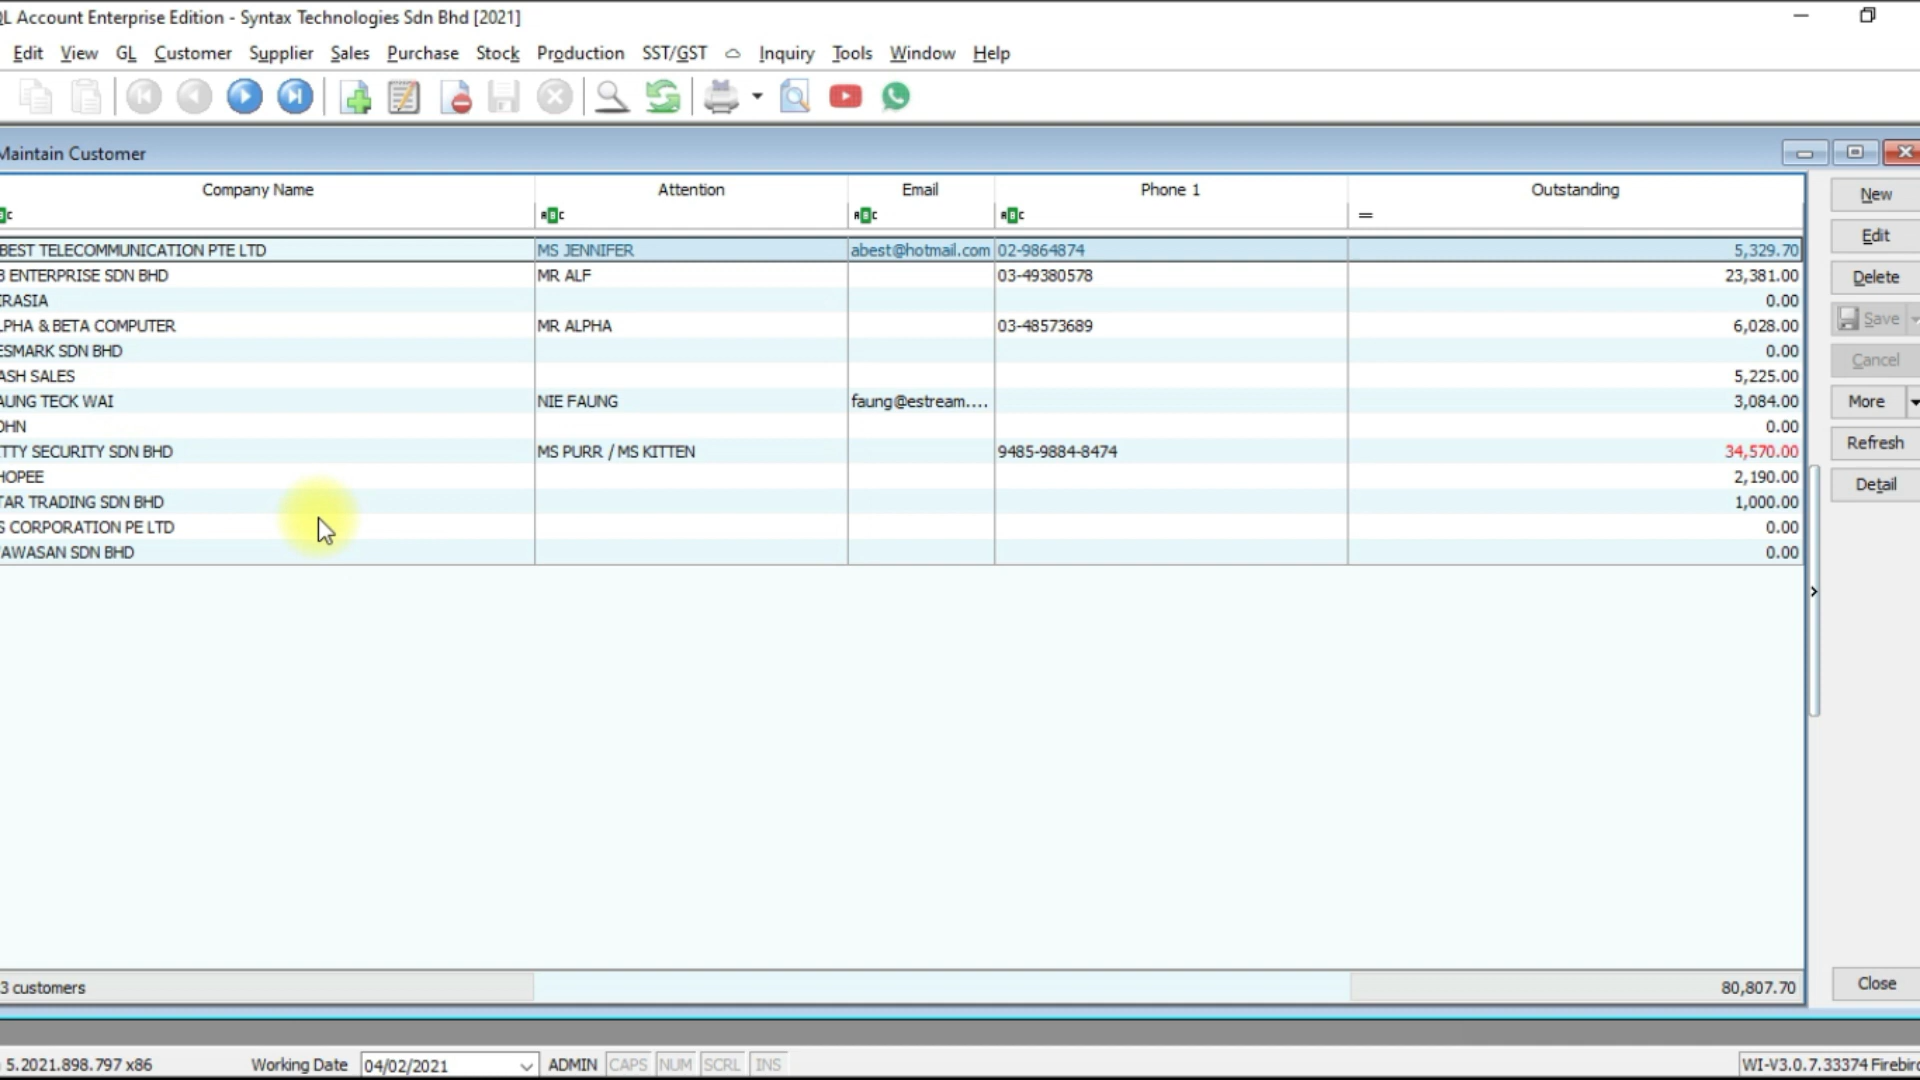 QL Account Enterprise Edition - Syntax Technologies Sdn Bhd [2021]
Edit View GL Customer Supplier Sales Purchase Stock Production SST/GST Inquiry Tools Window Help
Maintain Customer
Company Name Attention Email Phone 1 Outstanding
BC ABC ABC ABC =
BEST TELECOMMUNICATION PTE LTD MS JENNIFER abest@hotmail.com 02-9864874 5,329.70
B ENTERPRISE SDN BHD MR ALF 03-49380578 23,381.00
IRASIA 0.00
LPHA & BETA COMPUTER MR ALPHA 03-48573689 6,028.00
ESMARK SDN BHD 0.00
ASH SALES 5,225.00
AUNG TECK WAI NIE FAUNG faung@estream.... 3,084.00
OHN 0.00
TTY SECURITY SDN BHD MS PURR / MS KITTEN 9485-9884-8474 34,570.00
HOPEE 2,190.00
TAR TRADING SDN BHD 1,000.00
S CORPORATION PE LTD 0.00
AWASAN SDN BHD 0.00
3 customers 80,807.70
New
Edit
Delete
Save
Cancel
More
Refresh
Detail
Close
5.2021.898.797 x86 Working Date 04/02/2021 ADMIN CAPS NUM SCRL INS WI-V3.0.7.33374 Firebird